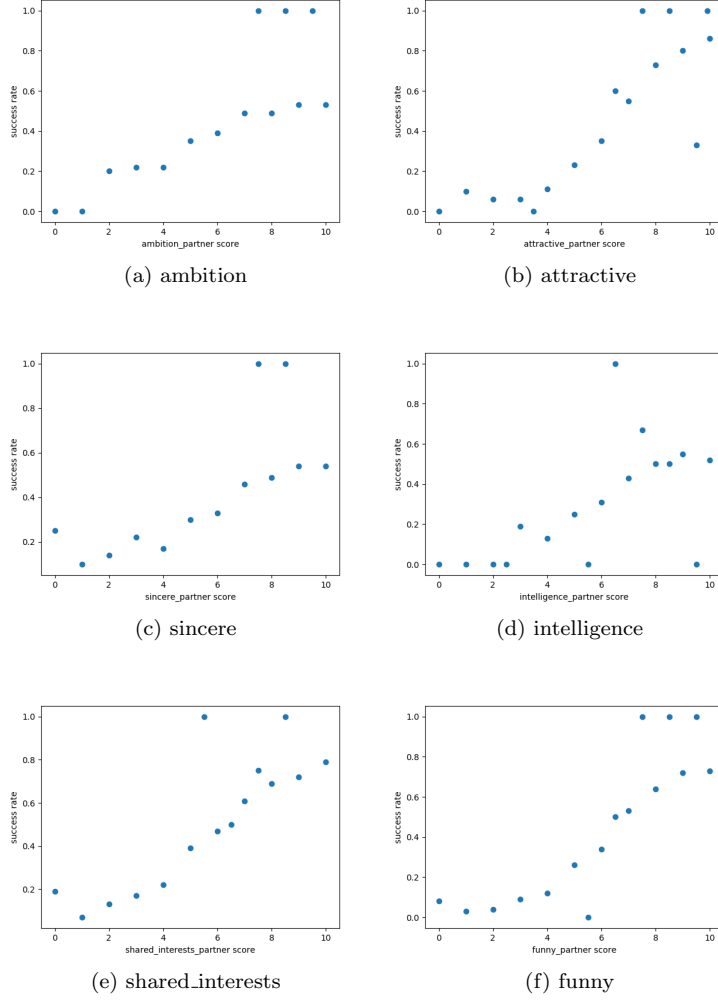 1.0
0.8
0.6
0.4
0.2
0.0
success rate
0 2 4 6 8 10
ambition_partner score
(a) ambition
1.0
0.8
0.6
0.4
0.2
0.0
success rate
0 2 4 6 8 10
attractive_partner score
(b) attractive
1.0
0.8
0.6
0.4
0.2
success rate
0 2 4 6 8 10
sincere_partner score
(c) sincere
1.0
0.8
0.6
0.4
0.2
0.0
success rate
0 2 4 6 8 10
intelligence_partner score
(d) intelligence
1.0
0.8
0.6
0.4
0.2
success rate
0 2 4 6 8 10
shared_interests_partner score
(e) shared_interests
1.0
0.8
0.6
0.4
0.2
0.0
success rate
0 2 4 6 8 10
funny_partner score
(f) funny